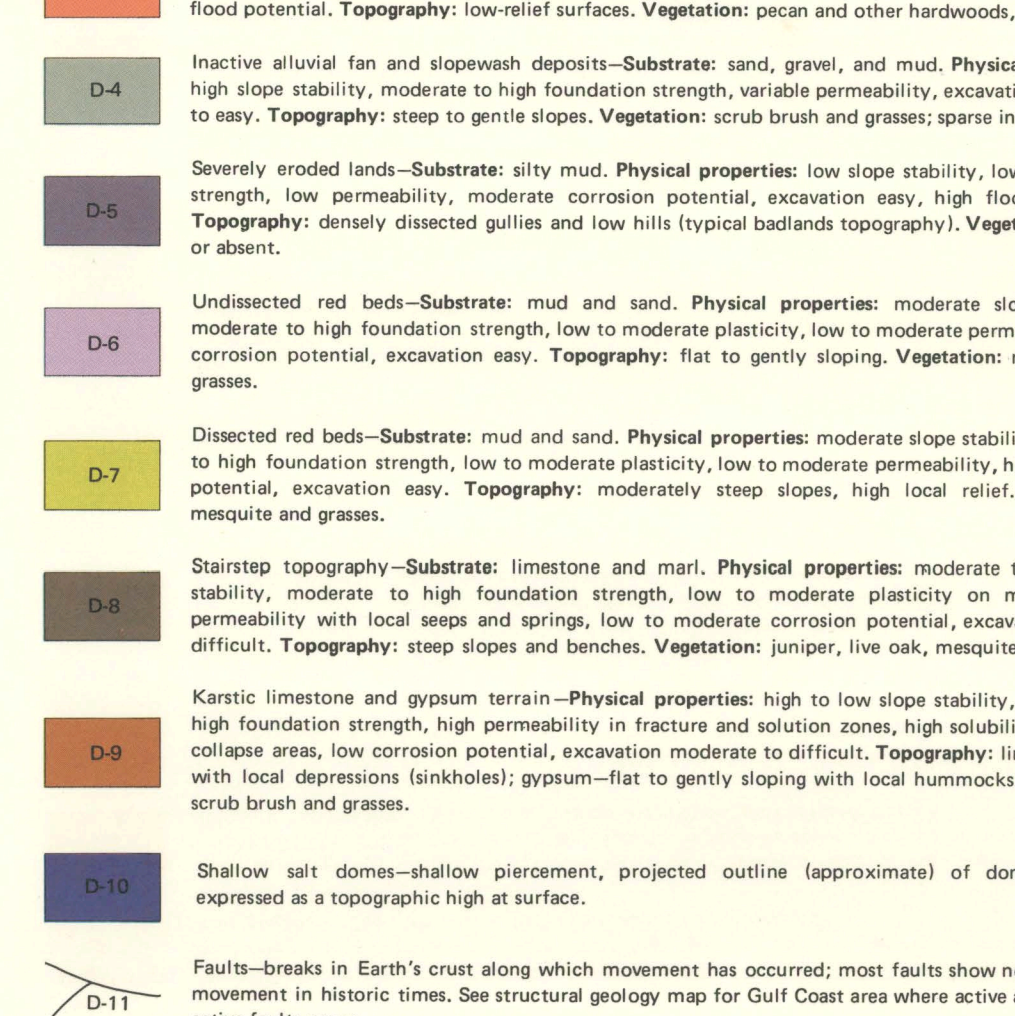 flood potential. Topography: low-relief surfaces. Vegetation: pecan and other hardwoods,
D-4
Inactive alluvial fan and slopewash deposits—Substrate: sand, gravel, and mud. Physica
high slope stability, moderate to high foundation strength, variable permeability, excavati
to easy. Topography: steep to gentle slopes. Vegetation: scrub brush and grasses; sparse in
D-5
Severely eroded lands—Substrate: silty mud. Physical properties: low slope stability, low
strength, low permeability, moderate corrosion potential, excavation easy, high floo
Topography: densely dissected gullies and low hills (typical badlands topography). Veget
or absent.
D-6
Undissected red beds—Substrate: mud and sand. Physical properties: moderate slo
moderate to high foundation strength, low to moderate plasticity, low to moderate perm
corrosion potential, excavation easy. Topography: flat to gently sloping. Vegetation:
grasses.
D-7
Dissected red beds—Substrate: mud and sand. Physical properties: moderate slope stabili
to high foundation strength, low to moderate plasticity, low to moderate permeability, h
potential, excavation easy. Topography: moderately steep slopes, high local relief.
mesquite and grasses.
D-8
Stairstep topography—Substrate: limestone and marl. Physical properties: moderate t
stability, moderate to high foundation strength, low to moderate plasticity on m
permeability with local seeps and springs, low to moderate corrosion potential, excav
difficult. Topography: steep slopes and benches. Vegetation: juniper, live oak, mesquite
D-9
Karstic limestone and gypsum terrain—Physical properties: high to low slope stability,
high foundation strength, high permeability in fracture and solution zones, high solubili
collapse areas, low corrosion potential, excavation moderate to difficult. Topography: li
with local depressions (sinkholes); gypsum—flat to gently sloping with local hummocks
scrub brush and grasses.
D-10
Shallow salt domes—shallow piercement, projected outline (approximate) of dor
expressed as a topographic high at surface.
D-11
Faults—breaks in Earth's crust along which movement has occurred; most faults show n
movement in historic times. See structural geology map for Gulf Coast area where active